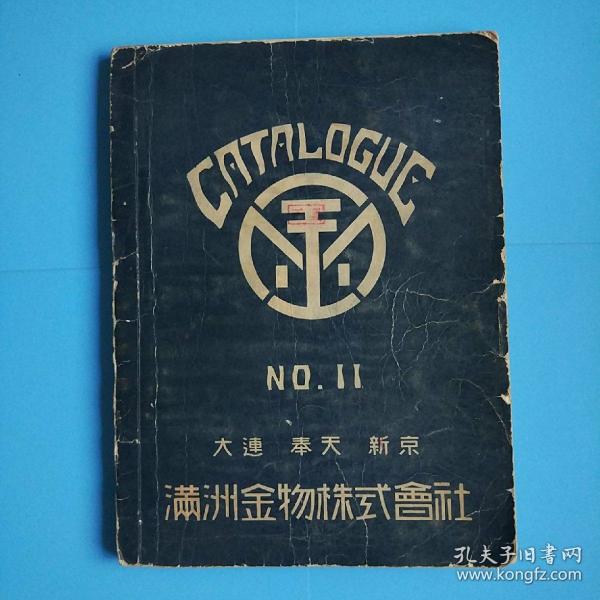 CATALOGUE
NO. 11
大連 奉天 新京
満洲金物株式會社
孔夫子旧書网
www.kongfz.com